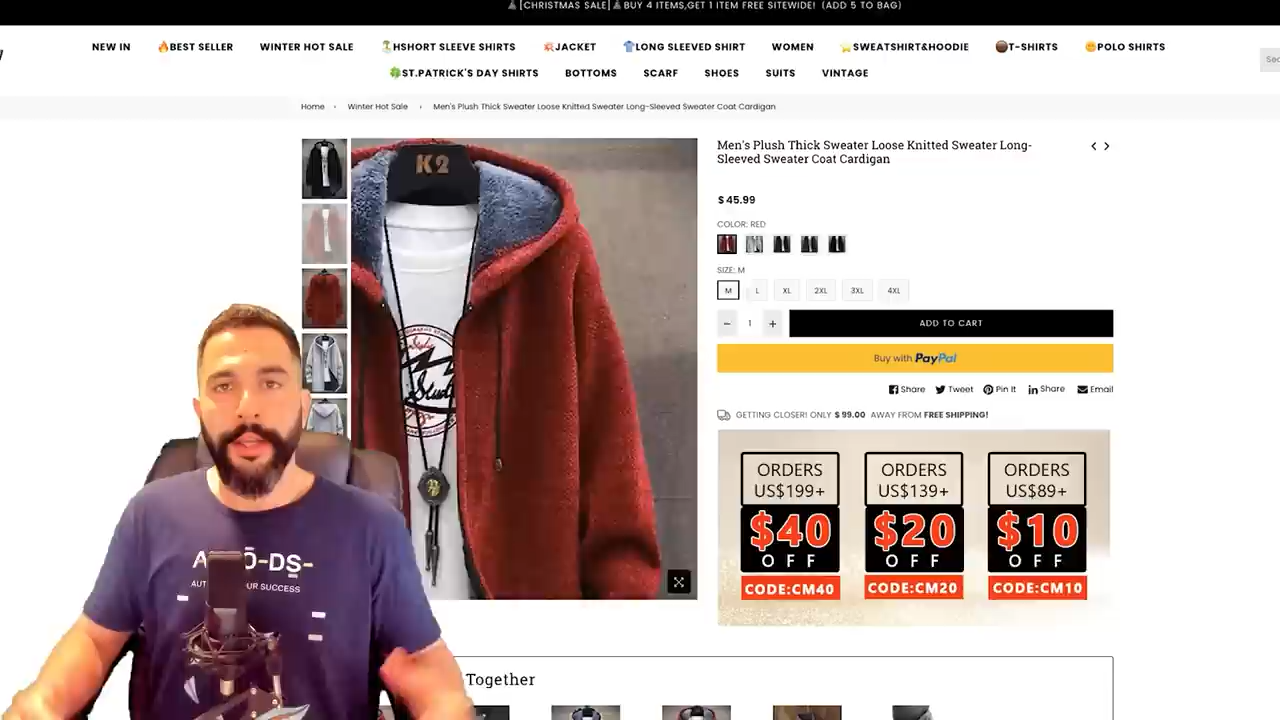 [CHRISTMAS SALE] BUY 4 ITEMS,GET 1 ITEM FREE SITEWIDE! (ADD 5 TO BAG)
NEW IN BEST SELLER WINTER HOT SALE HSHORT SLEEVE SHIRTS JACKET LONG SLEEVED SHIRT WOMEN SWEATSHIRT&HOODIE T-SHIRTS POLO SHIRTS
ST.PATRICK'S DAY SHIRTS BOTTOMS SCARF SHOES SUITS VINTAGE
Home › Winter Hot Sale › Men's Plush Thick Sweater Loose Knitted Sweater Long-Sleeved Sweater Coat Cardigan
K2
Men's Plush Thick Sweater Loose Knitted Sweater Long-
Sleeved Sweater Coat Cardigan
$ 45.99
COLOR: RED
SIZE: M
M L XL 2XL 3XL 4XL
− 1 + ADD TO CART
Buy with PayPal
Share Tweet Pin It Share Email
GETTING CLOSER! ONLY $ 99.00 AWAY FROM FREE SHIPPING!
ORDERS ORDERS ORDERS
US$199+ US$139+ US$89+
$40 $20 $10
OFF OFF OFF
CODE:CM40 CODE:CM20 CODE:CM10
Together